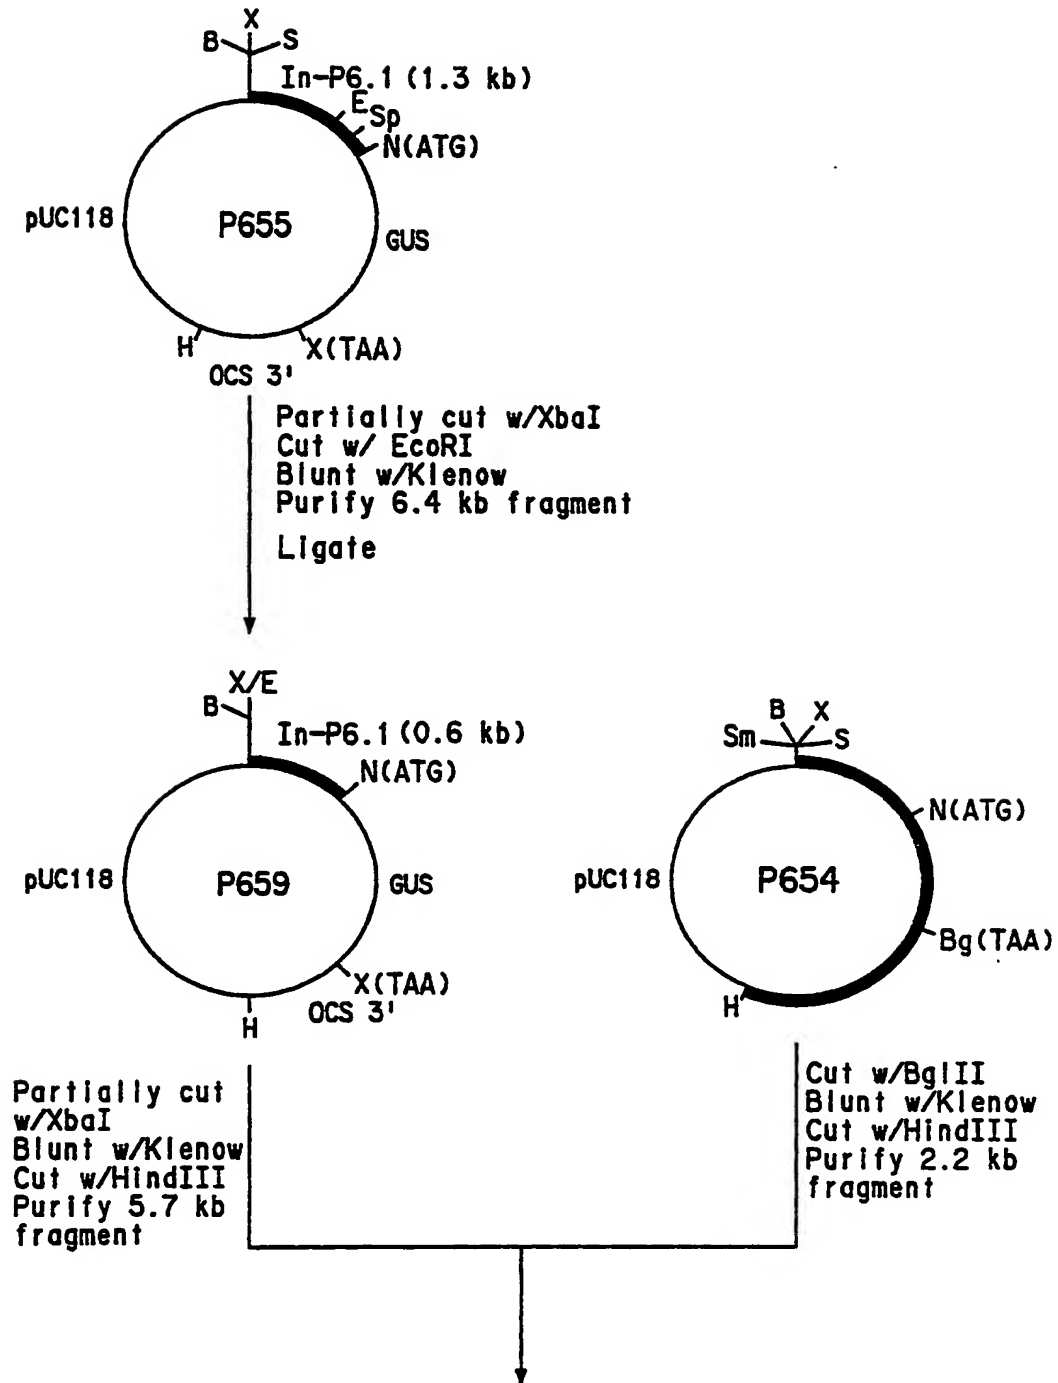 X
B
S
In-P6.1 (1.3 kb)
E
Sp
N(ATG)
pUC118
P655
GUS
H
X(TAA)
OCS 3'
Partially cut w/XbaI
Cut w/ EcoRI
Blunt w/Klenow
Purify 6.4 kb fragment
Ligate
X/E
B
In-P6.1 (0.6 kb)
N(ATG)
pUC118
P659
GUS
X(TAA)
OCS 3'
H
B
X
Sm
S
N(ATG)
pUC118
P654
Bg(TAA)
H
Partially cut
w/XbaI
Blunt w/Klenow
Cut w/HindIII
Purify 5.7 kb
fragment
Cut w/BglII
Blunt w/Klenow
Cut w/HindIII
Purify 2.2 kb
fragment